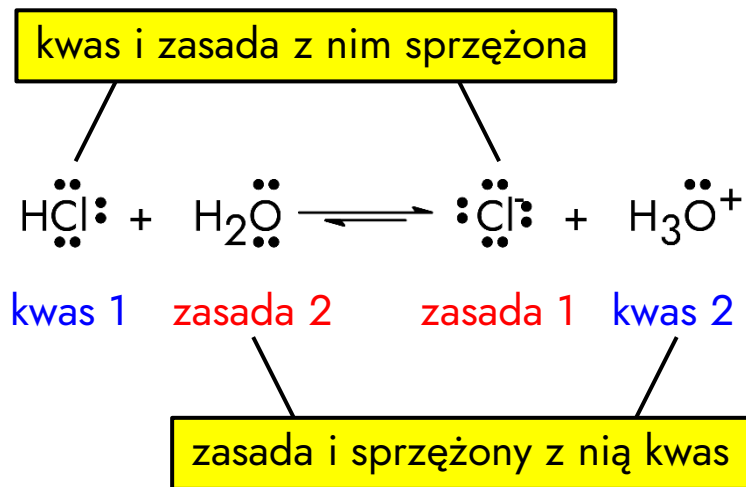 kwas i zasada z nim sprzężona
HCl + H₂O ⇌ Cl⁻ + H₃O⁺
kwas 1 zasada 2 zasada 1 kwas 2
zasada i sprzężony z nią kwas